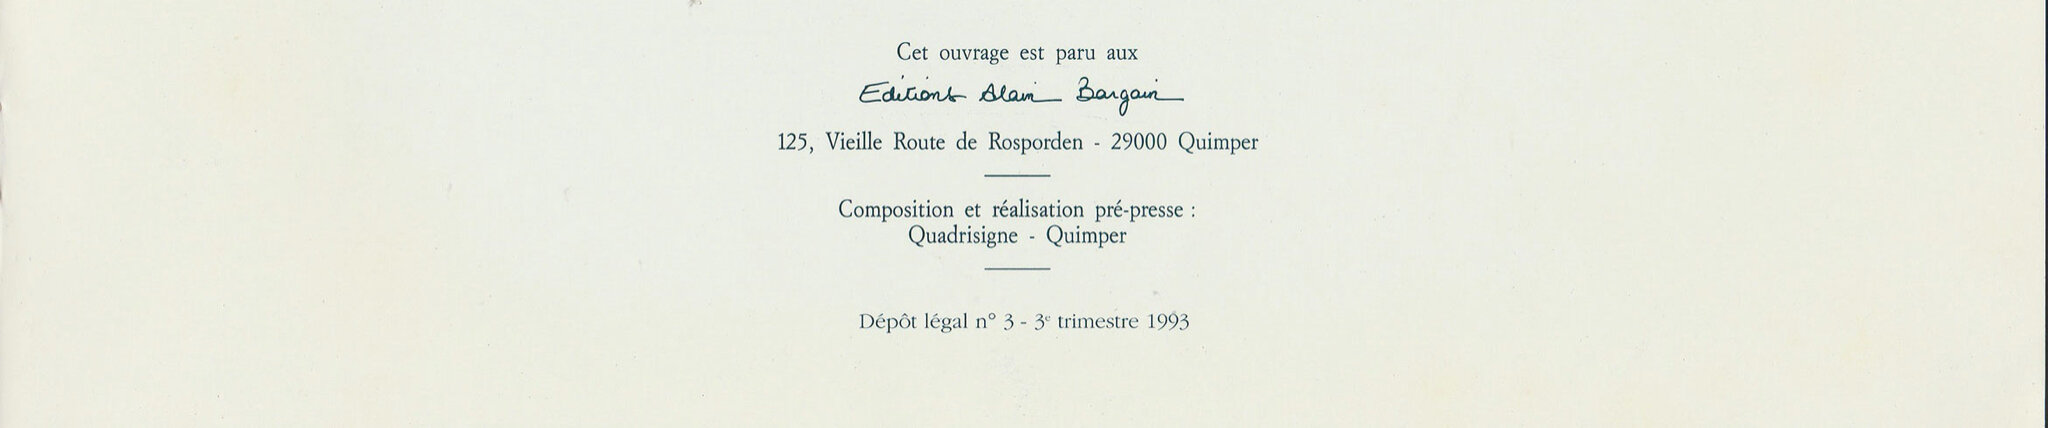 Cet ouvrage est paru aux
Editions Alain Bargain
125, Vieille Route de Rosporden - 29000 Quimper
Composition et réalisation pré-presse :
Quadrisigne - Quimper
Dépôt légal n° 3 - 3e trimestre 1993